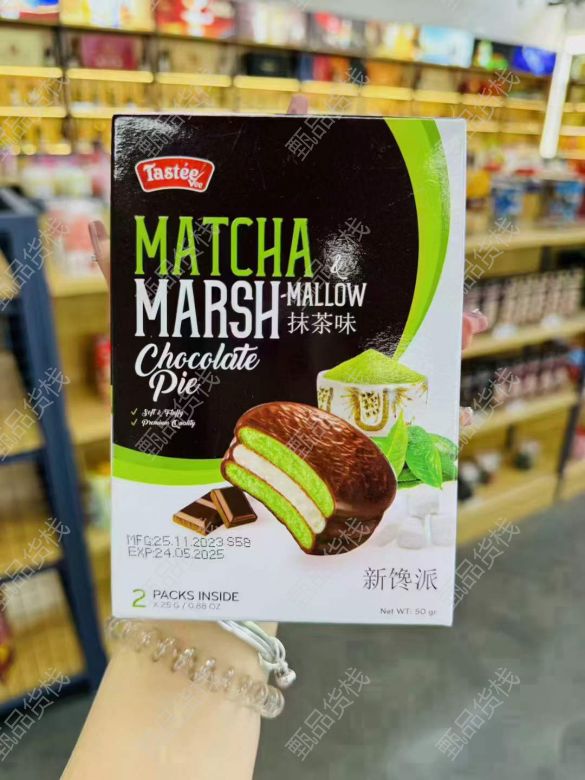 Tastée
Vee
MATCHA
&
MARSH-MALLOW
抹茶味
Chocolate
Pie
✓ Soft & Fluffy
✓ Premium Quality
MFG:25.11.2023 S58
EXP:24.05.2025
2 PACKS INSIDE
X 25 G / 0.88 OZ
新馋派
Net WT: 50 gr
甄品货栈